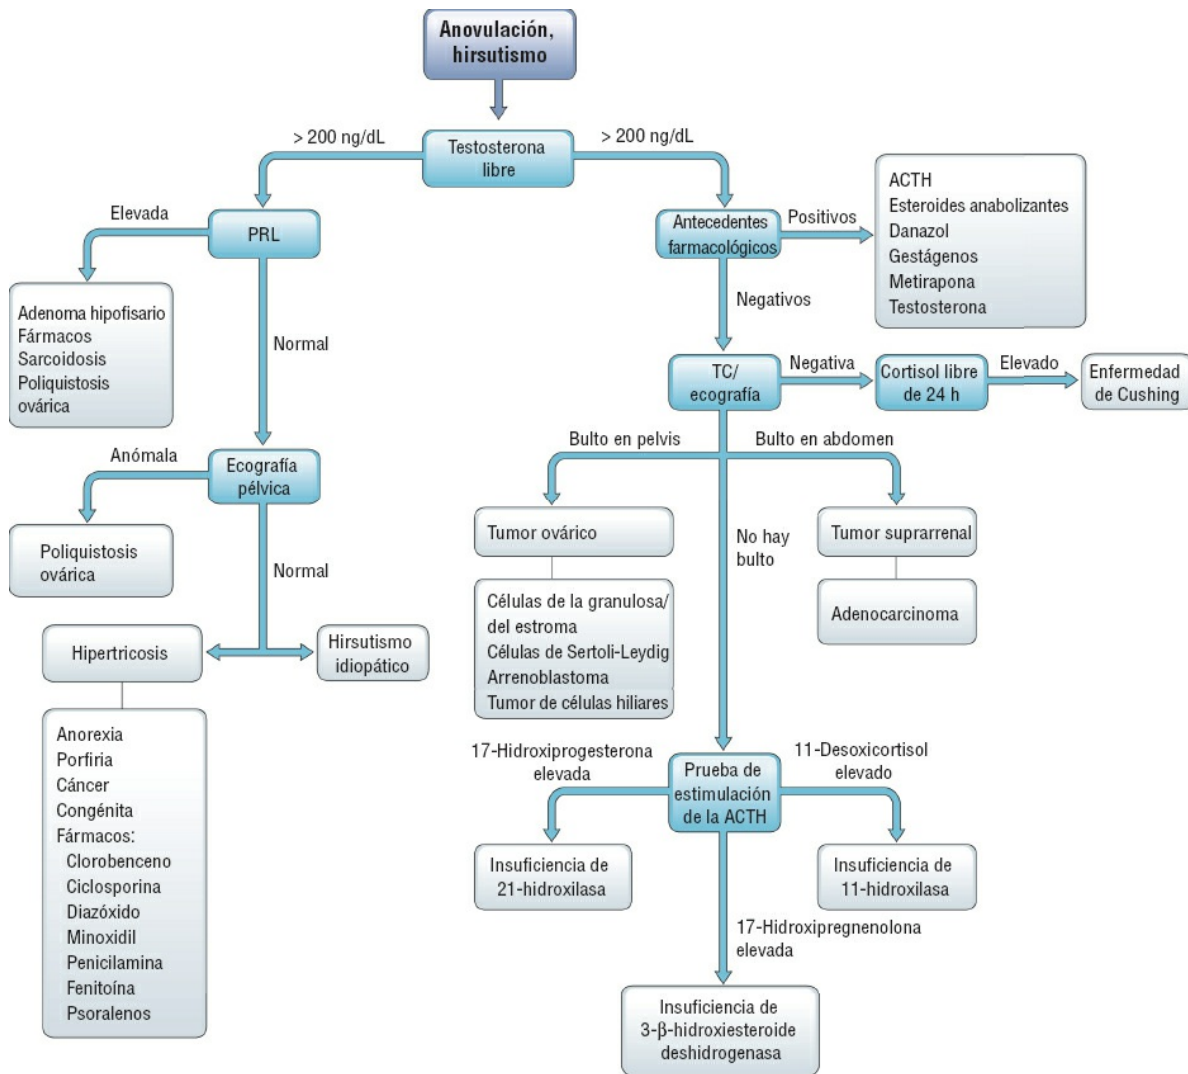 Anovulación,
hirsutismo
> 200 ng/dL
Testosterona
libre
> 200 ng/dL
Elevada
PRL
Adenoma hipofisario
Fármacos
Sarcoidosis
Poliquistosis
ovárica
Normal
Anómala
Ecografía
pélvica
Poliquistosis
ovárica
Normal
Hipertricosis
Hirsutismo
idiopático
Anorexia
Porfiria
Cáncer
Congénita
Fármacos:
Clorobenceno
Ciclosporina
Diazóxido
Minoxidil
Penicilamina
Fenitoína
Psoralenos
Antecedentes
farmacológicos
Positivos
ACTH
Esteroides anabolizantes
Danazol
Gestágenos
Metirapona
Testosterona
Negativos
TC/
ecografía
Negativa
Cortisol libre
de 24 h
Elevado
Enfermedad
de Cushing
Bulto en pelvis
Bulto en abdomen
Tumor ovárico
Células de la granulosa/
del estroma
Células de Sertoli-Leydig
Arrenoblastoma
Tumor de células hiliares
No hay
bulto
Tumor suprarrenal
Adenocarcinoma
17-Hidroxiprogesterona
elevada
Prueba de
estimulación
de la ACTH
11-Desoxicortisol
elevado
Insuficiencia de
21-hidroxilasa
Insuficiencia de
11-hidroxilasa
17-Hidroxipregnenolona
elevada
Insuficiencia de
3-β-hidroxiesteroide
deshidrogenasa